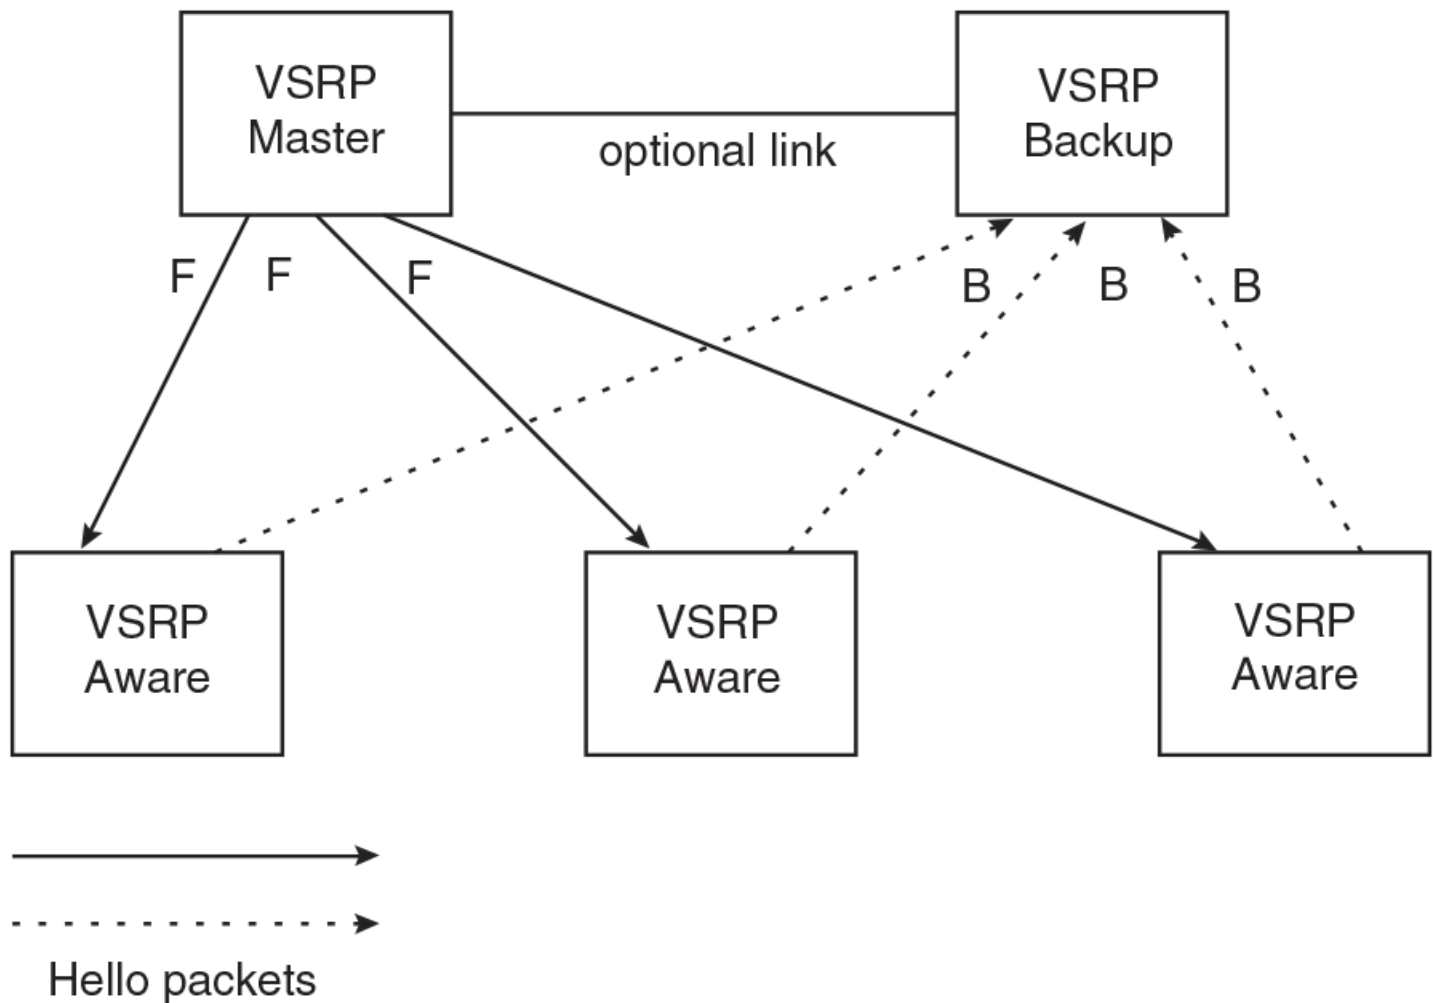 VSRP
Master
VSRP
Backup
optional link
F
F
F
B
B
B
VSRP
Aware
VSRP
Aware
VSRP
Aware
Hello packets